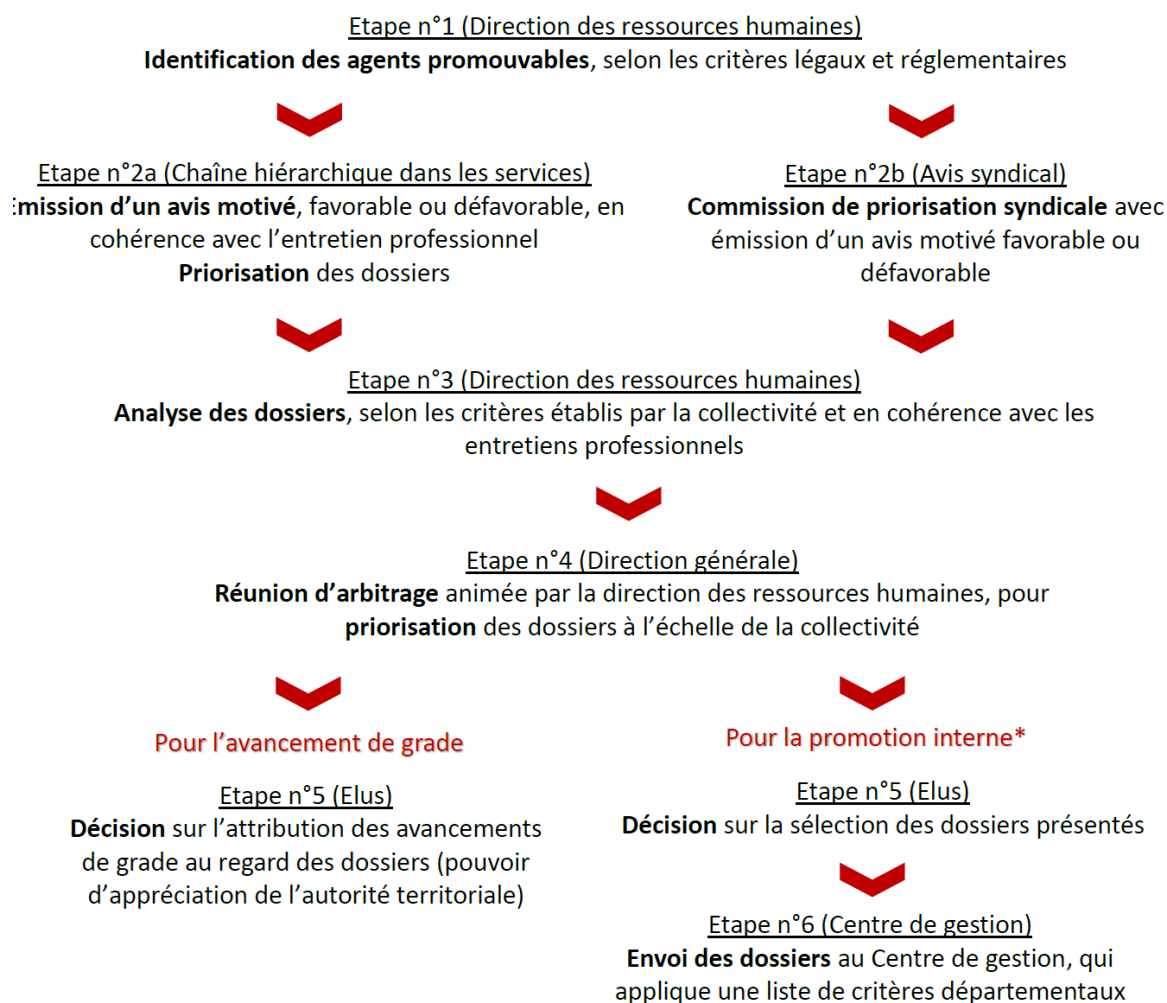 Etape n°1 (Direction des ressources humaines)
Identification des agents promouvables, selon les critères légaux et réglementaires
Etape n°2a (Chaîne hiérarchique dans les services)
Emission d'un avis motivé, favorable ou défavorable, en
cohérence avec l'entretien professionnel
Priorisation des dossiers
Etape n°2b (Avis syndical)
Commission de priorisation syndicale avec
émission d'un avis motivé favorable ou
défavorable
Etape n°3 (Direction des ressources humaines)
Analyse des dossiers, selon les critères établis par la collectivité et en cohérence avec les
entretiens professionnels
Etape n°4 (Direction générale)
Réunion d'arbitrage animée par la direction des ressources humaines, pour
priorisation des dossiers à l'échelle de la collectivité
Pour l'avancement de grade
Etape n°5 (Elus)
Décision sur l'attribution des avancements
de grade au regard des dossiers (pouvoir
d'appréciation de l'autorité territoriale)
Pour la promotion interne*
Etape n°5 (Elus)
Décision sur la sélection des dossiers présentés
Etape n°6 (Centre de gestion)
Envoi des dossiers au Centre de gestion, qui
applique une liste de critères départementaux